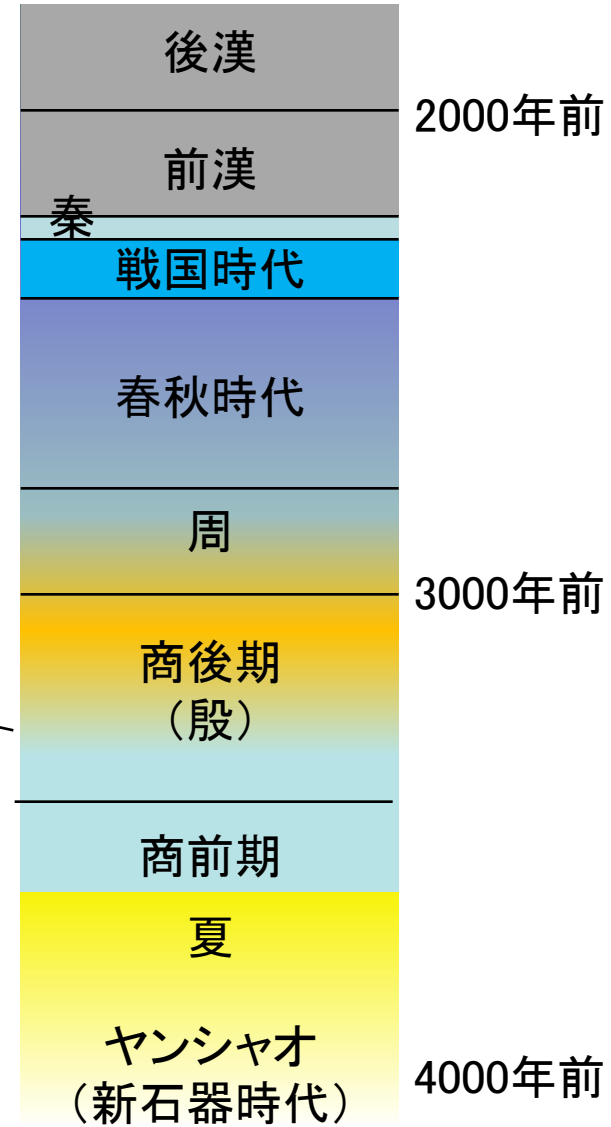 後漢
2000年前
前漢
秦
戦国時代
春秋時代
周
3000年前
商後期
（殷）
商前期
夏
ヤンシャオ
4000年前
（新石器時代）